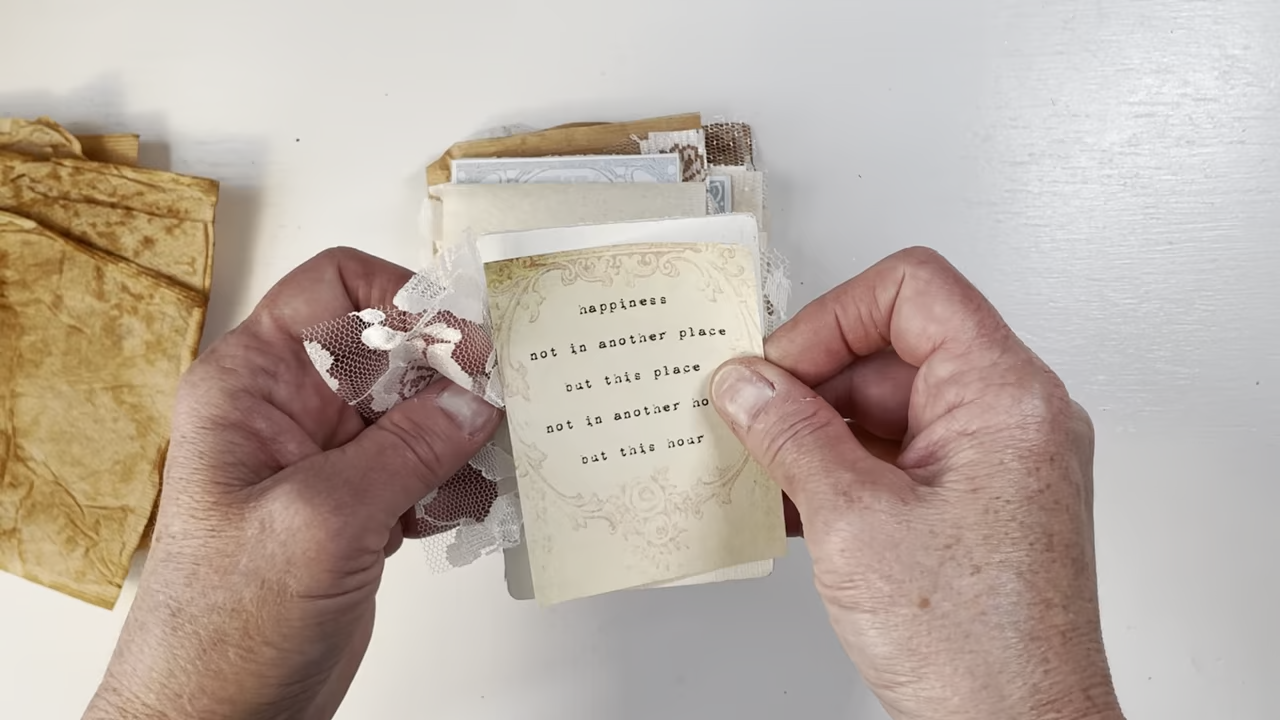 happiness
not in another place
but this place
not in another
but this hour